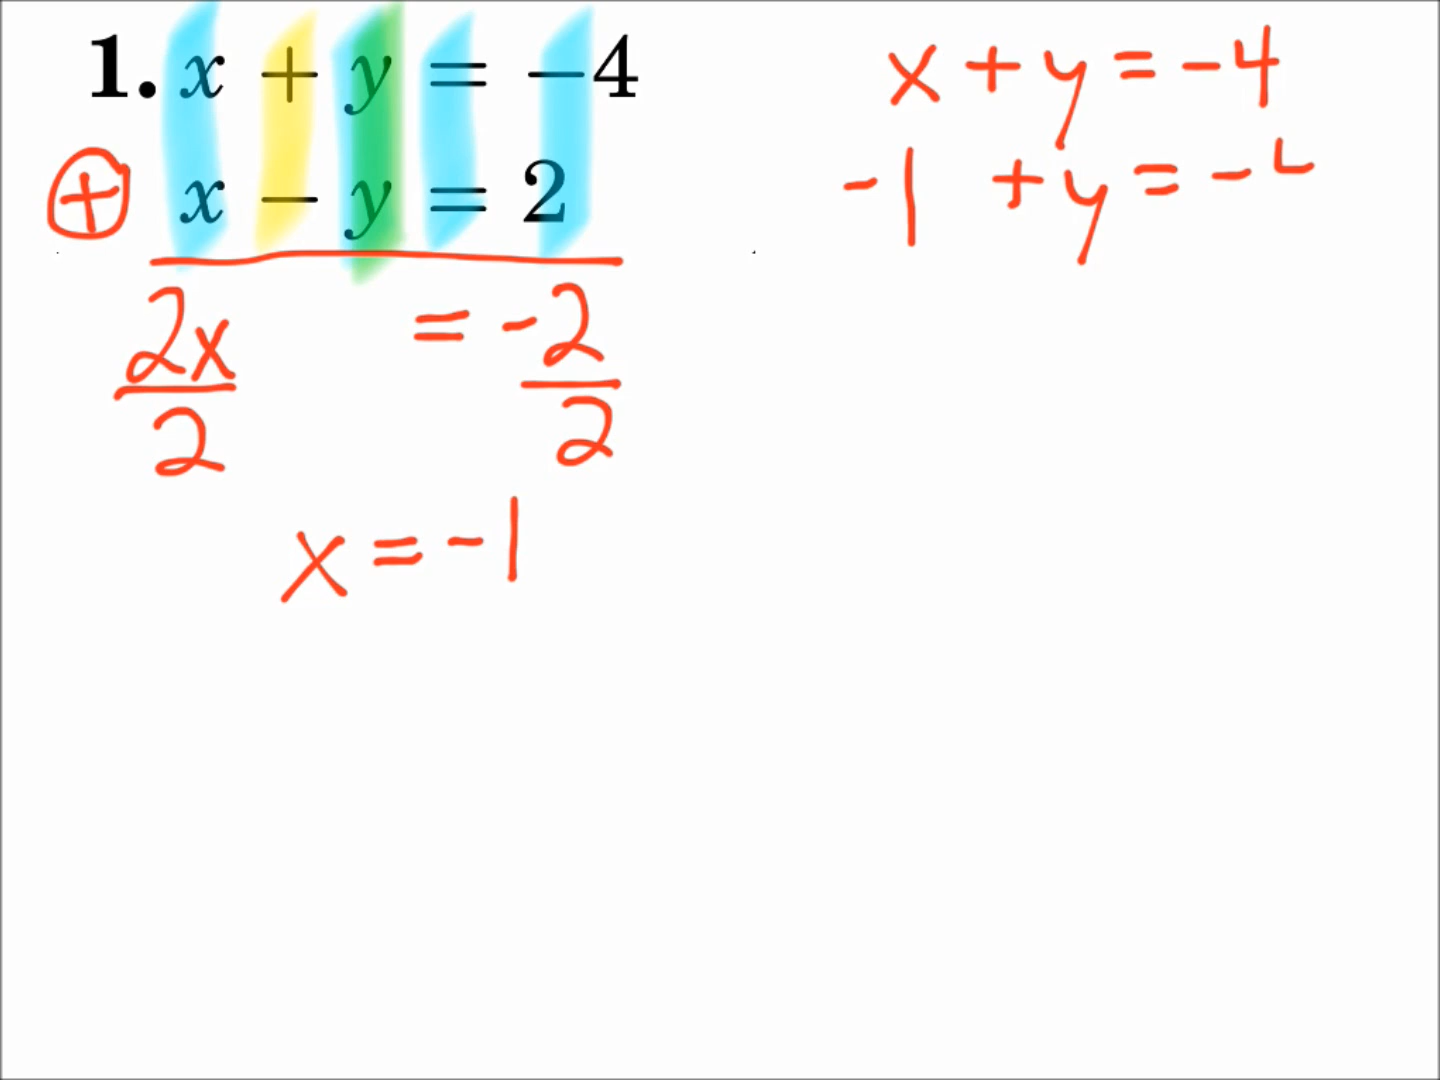 1. x + y = −4
⊕ x − y = 2
2x = -2
2 2
x = -1
x + y = -4
-1 + y = -